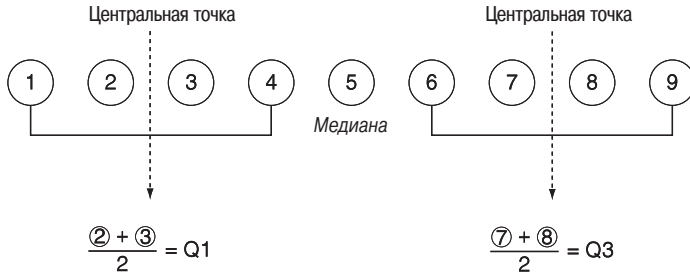 Центральная точка Центральная точка
1 2 3 4 5 6 7 8 9
Медиана
② + ③ ⑦ + ⑧
= Q1 = Q3
2 2